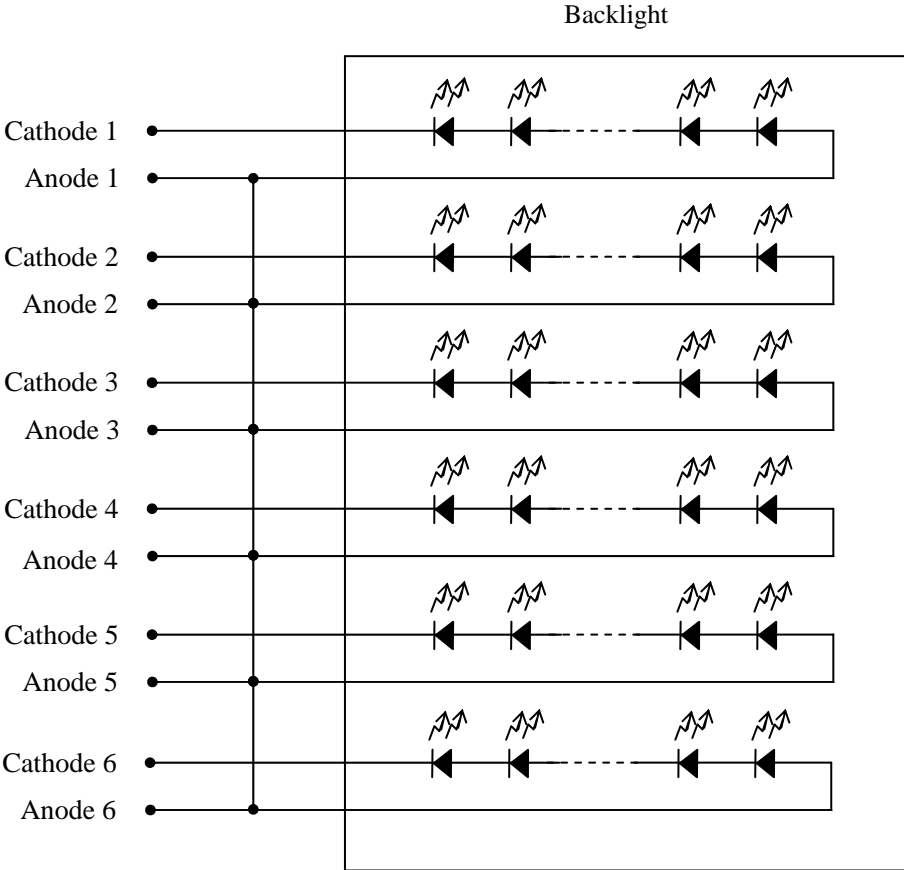 Backlight
Cathode 1
Anode 1
Cathode 2
Anode 2
Cathode 3
Anode 3
Cathode 4
Anode 4
Cathode 5
Anode 5
Cathode 6
Anode 6